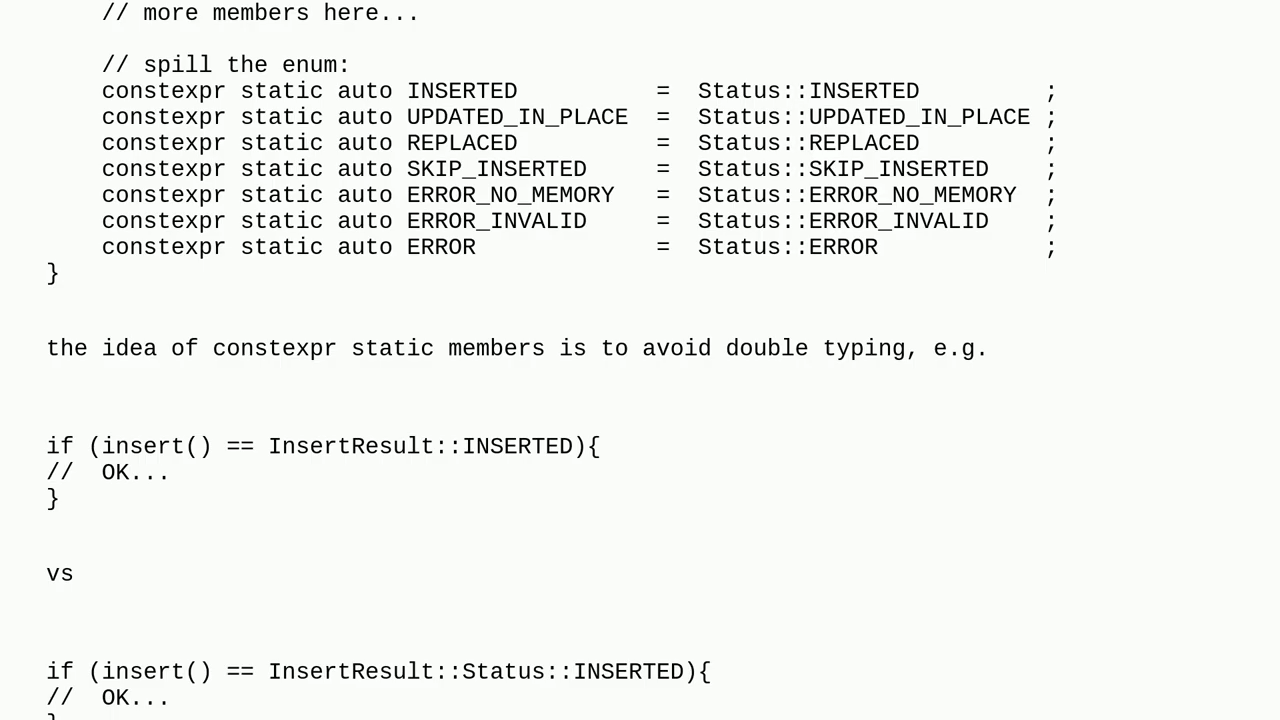 // more members here...
// spill the enum:
constexpr static auto INSERTED          =  Status::INSERTED         ;
constexpr static auto UPDATED_IN_PLACE  =  Status::UPDATED_IN_PLACE ;
constexpr static auto REPLACED          =  Status::REPLACED         ;
constexpr static auto SKIP_INSERTED     =  Status::SKIP_INSERTED    ;
constexpr static auto ERROR_NO_MEMORY   =  Status::ERROR_NO_MEMORY  ;
constexpr static auto ERROR_INVALID     =  Status::ERROR_INVALID    ;
constexpr static auto ERROR             =  Status::ERROR            ;
}
the idea of constexpr static members is to avoid double typing, e.g.
if (insert() == InsertResult::INSERTED){
//  OK...
}
vs
if (insert() == InsertResult::Status::INSERTED){
//  OK...
}